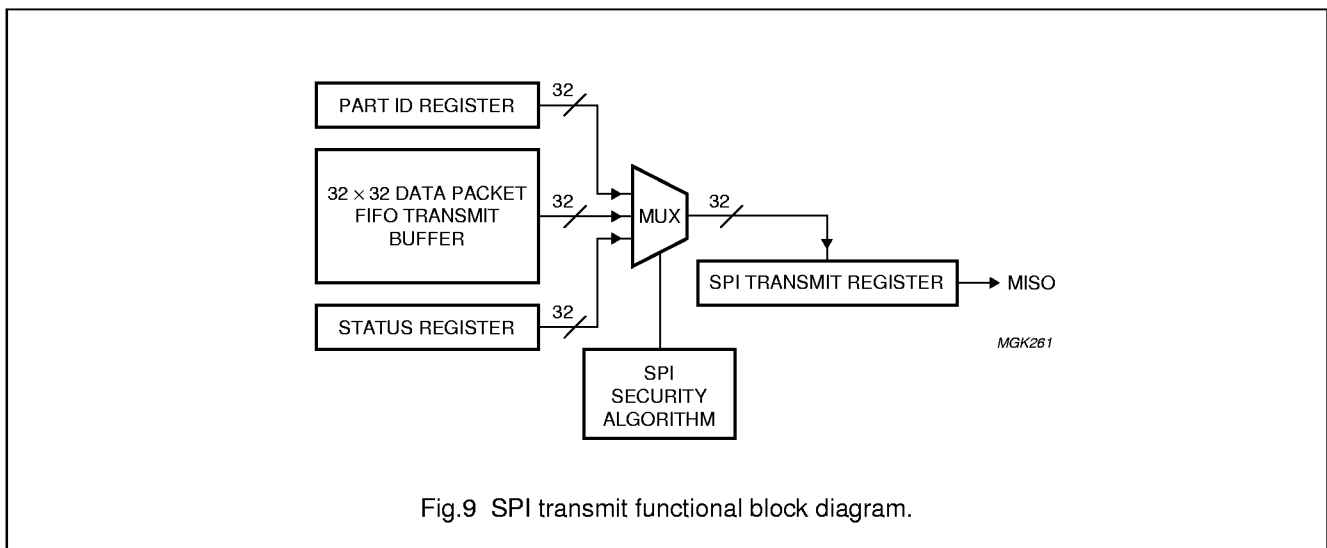 32
PART ID REGISTER
32 × 32 DATA PACKET
FIFO TRANSMIT
BUFFER
32
MUX
32
SPI TRANSMIT REGISTER
MISO
STATUS REGISTER
32
MGK261
SPI
SECURITY
ALGORITHM
Fig.9 SPI transmit functional block diagram.